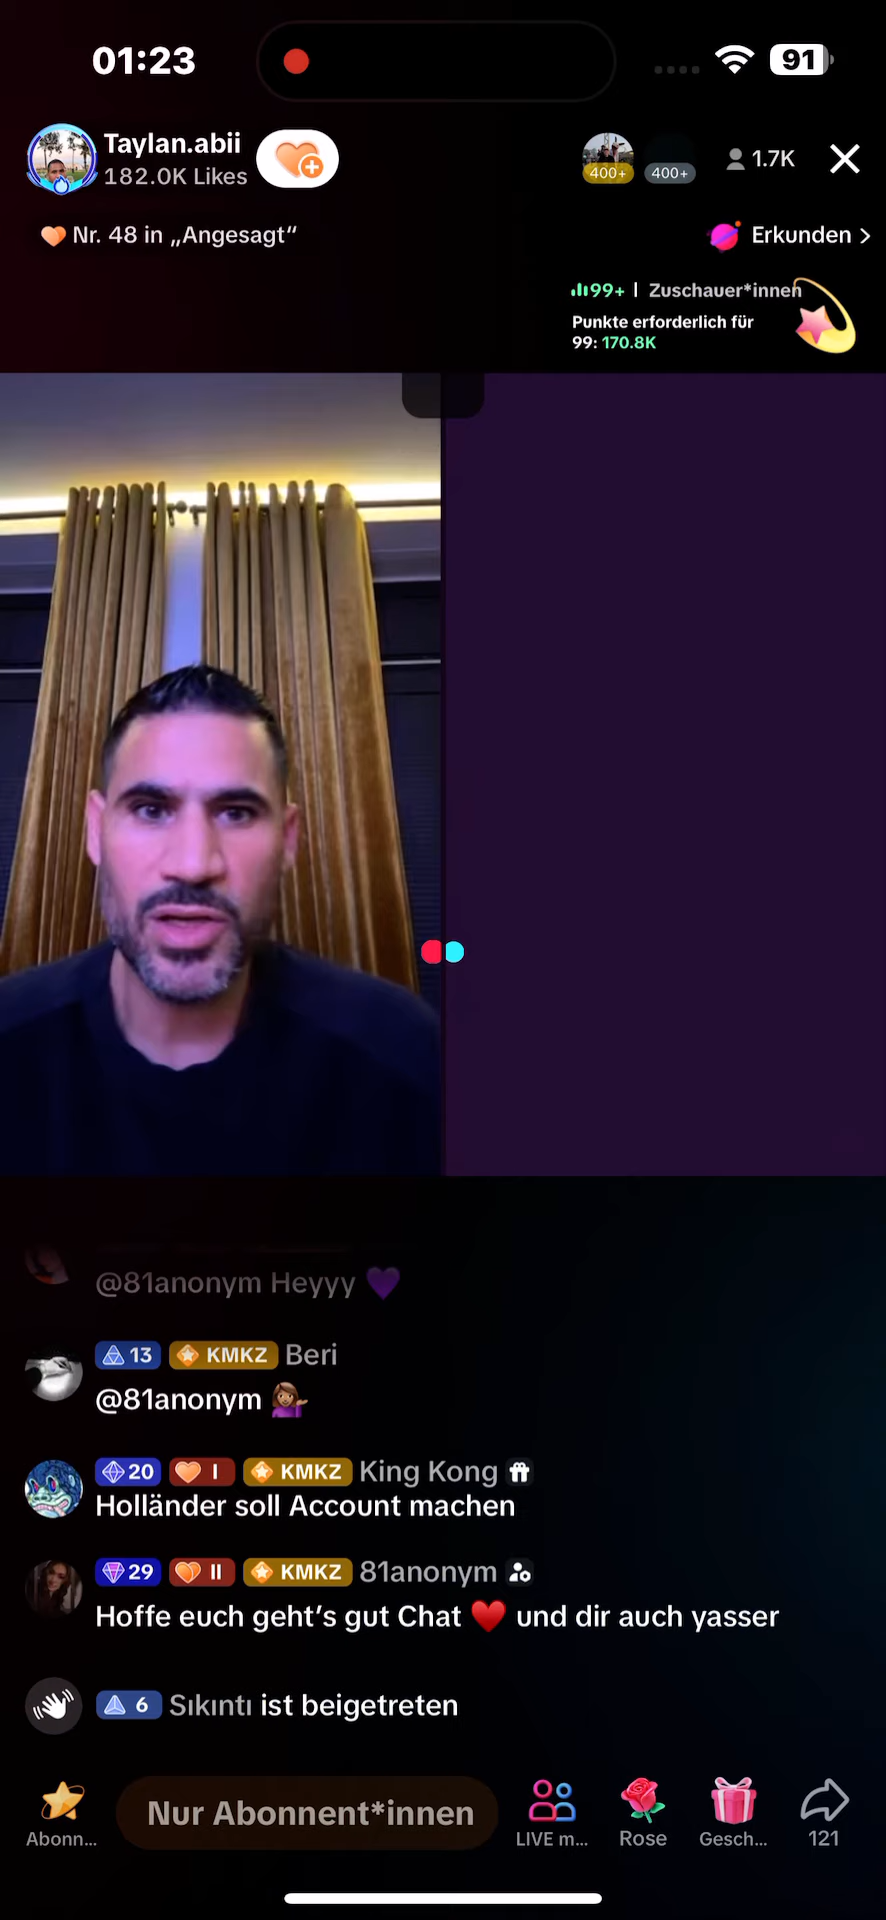 01:23
91
Taylan.abii
182.0K Likes
400+
400+
1.7K
Nr. 48 in „Angesagt“
Erkunden >
99+ | Zuschauer*innen
Punkte erforderlich für
99: 170.8K
@81anonym Heyyy 💜
13 KMKZ Beri
@81anonym 💁🏽‍♀️
20 I KMKZ King Kong
Holländer soll Account machen
29 II KMKZ 81anonym
Hoffe euch geht’s gut Chat ❤️ und dir auch yasser
6 Sıkıntı ist beigetreten
Nur Abonnent*innen
Abonn...
LIVE m...
Rose
Gesch...
121